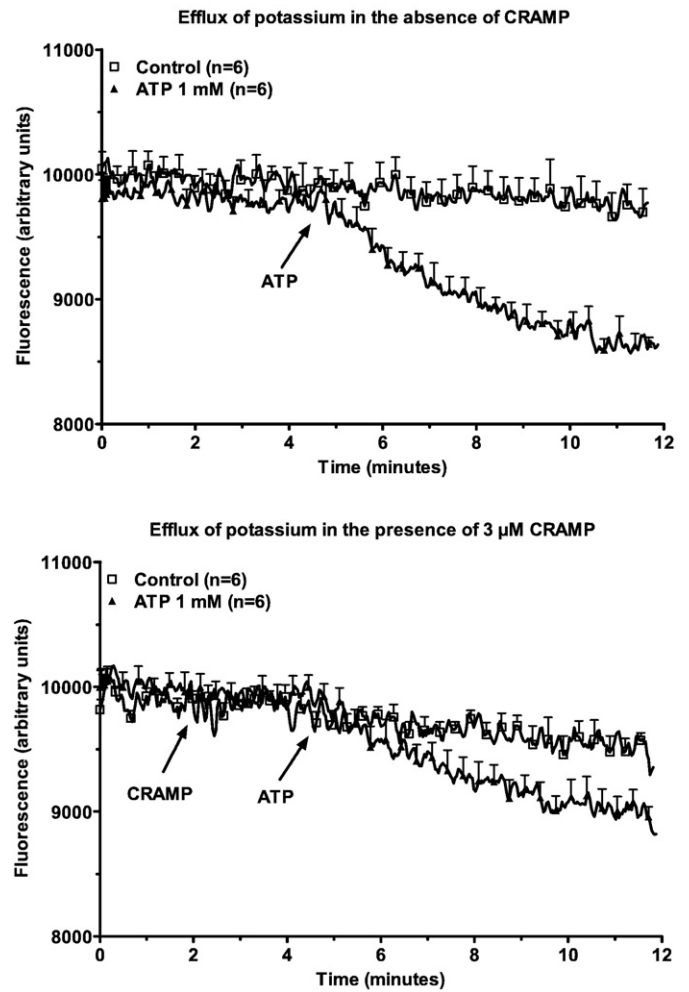 Efflux of potassium in the absence of CRAMP
11000
Control (n=6)
ATP 1 mM (n=6)
10000
9000
8000
Fluorescence (arbitrary units)
ATP
0 2 4 6 8 10 12
Time (minutes)
Efflux of potassium in the presence of 3 µM CRAMP
11000
Control (n=6)
ATP 1 mM (n=6)
10000
9000
8000
Fluorescence (arbitrary units)
CRAMP
ATP
0 2 4 6 8 10 12
Time (minutes)